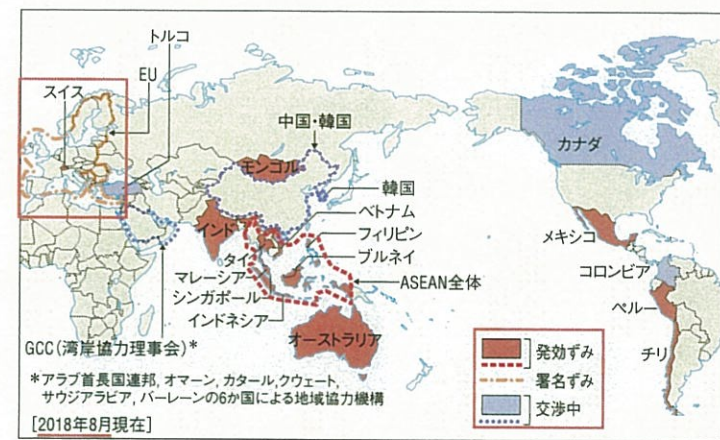 トルコ
EU
スイス
中国・韓国
モンゴル
カナダ
韓国
ベトナム
フィリピン
ブルネイ
インド
タイ
マレーシア
シンガポール
インドネシア
ASEAN全体
メキシコ
コロンビア
ペルー
チリ
オーストラリア
GCC(湾岸協力理事会)*
*アラブ首長国連邦, オマーン, カタール,クウェート,
サウジアラビア, バーレーンの6か国による地域協力機構
[2018年8月現在]
発効ずみ
署名ずみ
交渉中